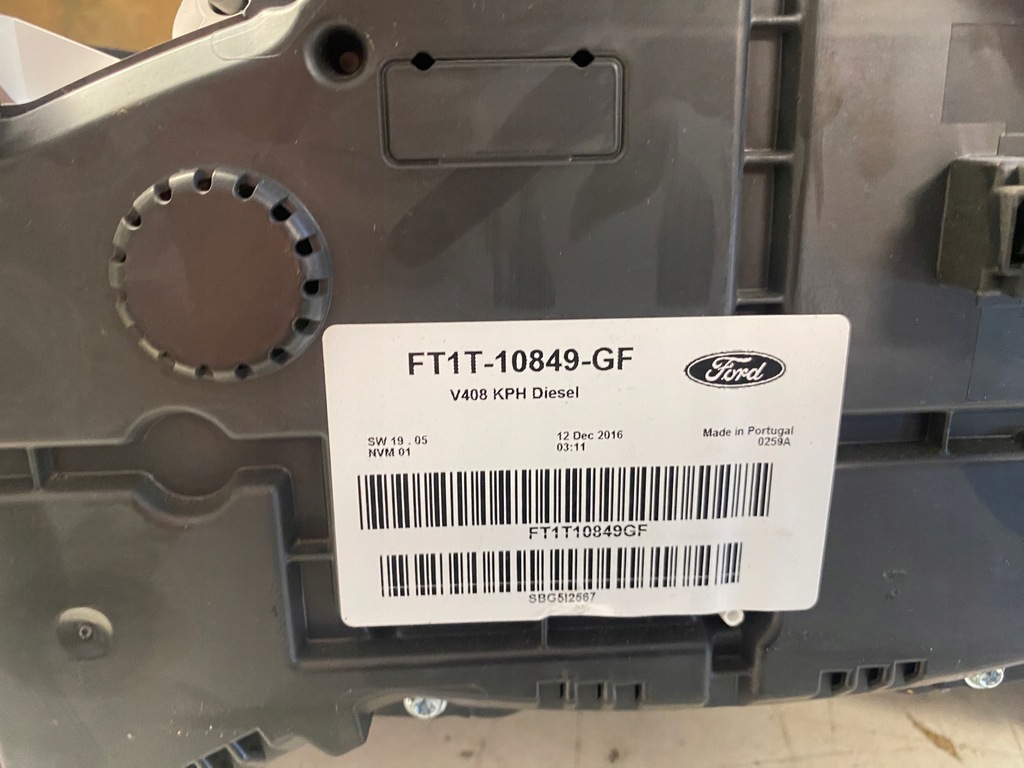 FT1T-10849-GF
Ford
V408 KPH Diesel
SW 19 . 05
NVM 01
12 Dec 2016
03:11
Made in Portugal
0259A
FT1T10849GF
SBG5I2567